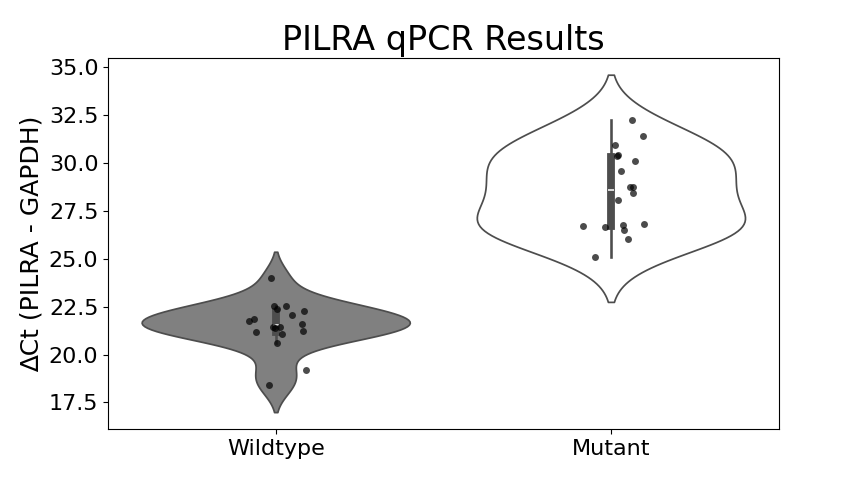 PILRA qPCR Results
ΔCt (PILRA - GAPDH)
35.0
32.5
30.0
27.5
25.0
22.5
20.0
17.5
Wildtype
Mutant